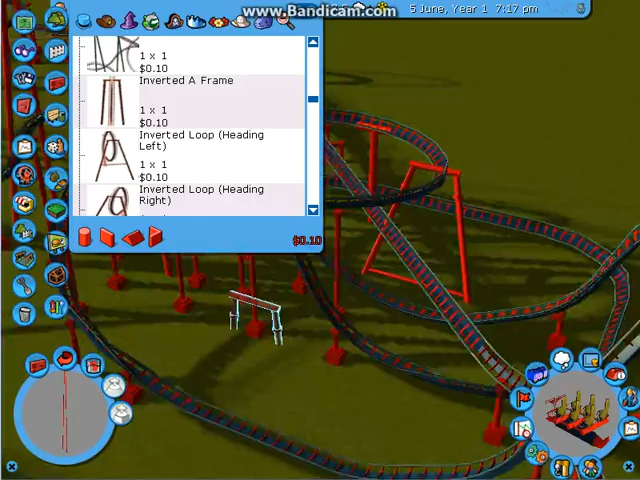 www.Bandicam.com
5 June, Year 1 7:17 pm
1 x 1
$0.10
Inverted A Frame
1 x 1
$0.10
Inverted Loop (Heading
Left)
1 x 1
$0.10
Inverted Loop (Heading
Right)
$0.10